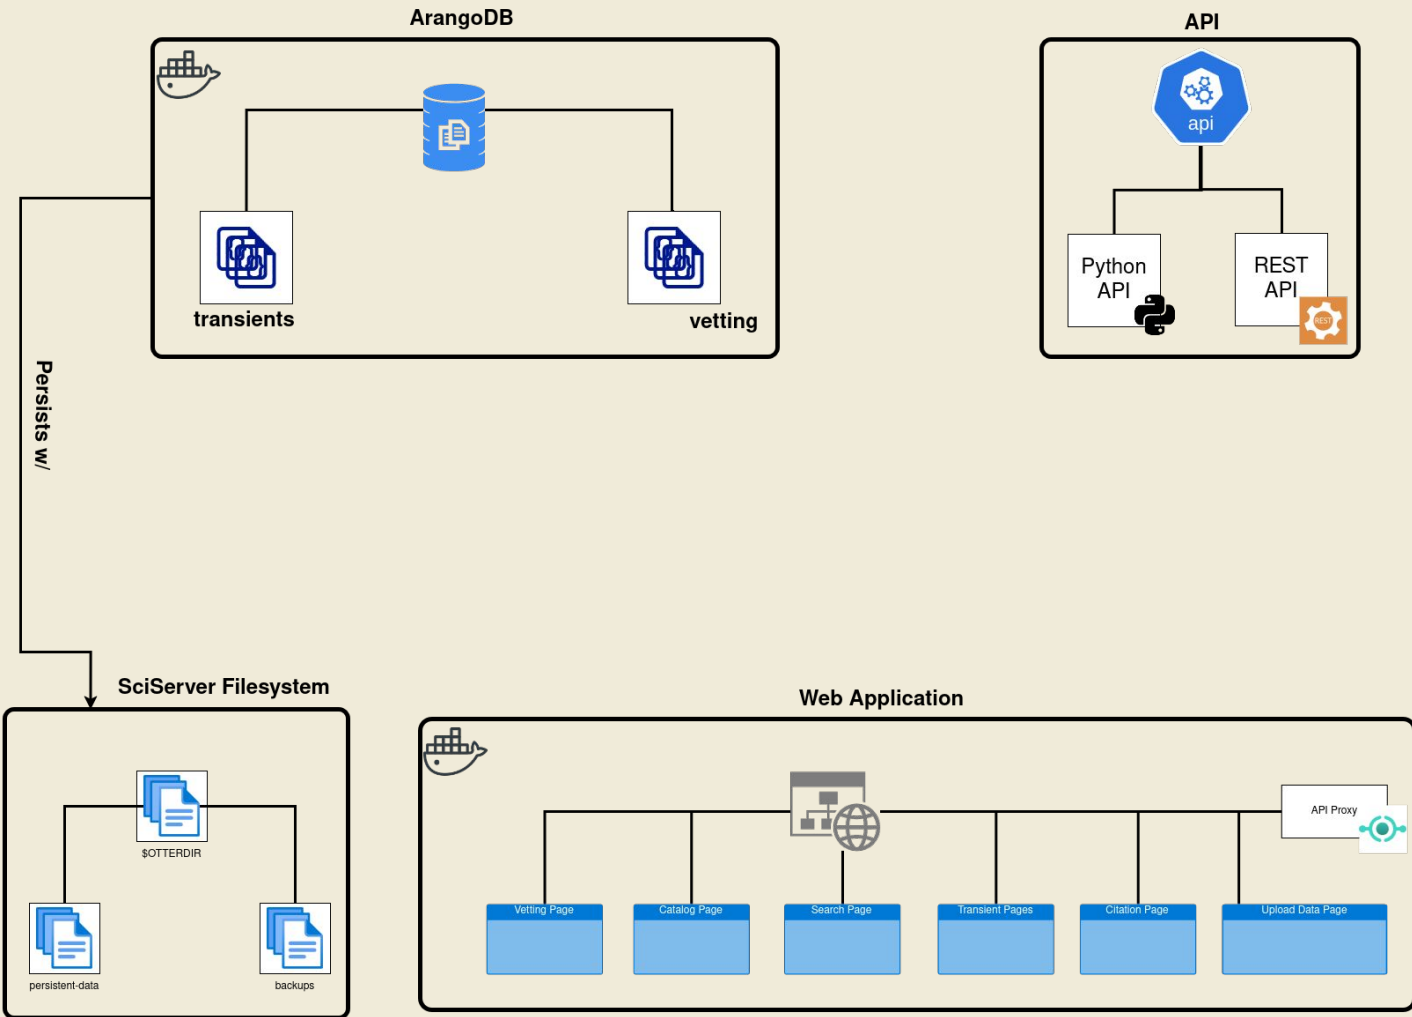 ArangoDB
API
api
Python
API
REST
API
REST
transients
vetting
Persists w/
SciServer Filesystem
$OTTERDIR
persistent-data
backups
Web Application
API Proxy
Vetting Page
Catalog Page
Search Page
Transient Pages
Citation Page
Upload Data Page